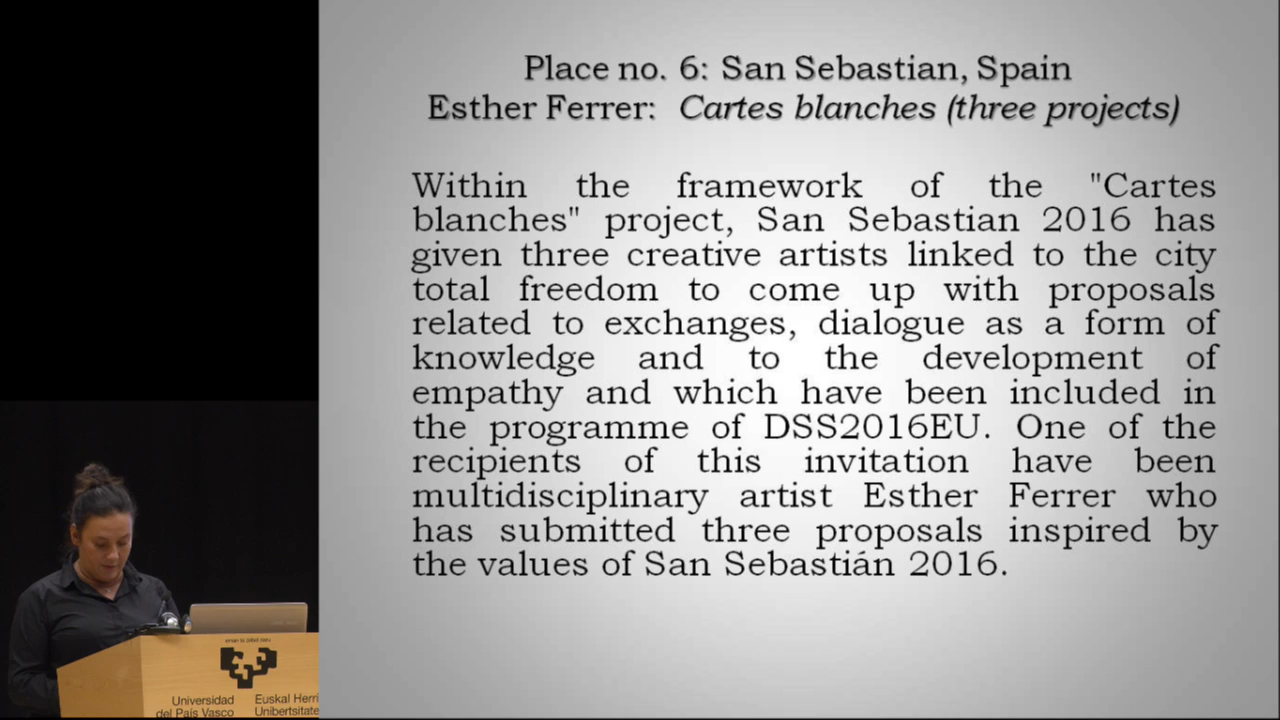 Place no. 6: San Sebastian, Spain
Esther Ferrer: Cartes blanches (three projects)
Within the framework of the "Cartes
blanches" project, San Sebastian 2016 has
given three creative artists linked to the city
total freedom to come up with proposals
related to exchanges, dialogue as a form of
knowledge and to the development of
empathy and which have been included in
the programme of DSS2016EU. One of the
recipients of this invitation have been
multidisciplinary artist Esther Ferrer who
has submitted three proposals inspired by
the values of San Sebastián 2016.
Universidad
del País Vasco
Euskal Herri
Unibertsitate